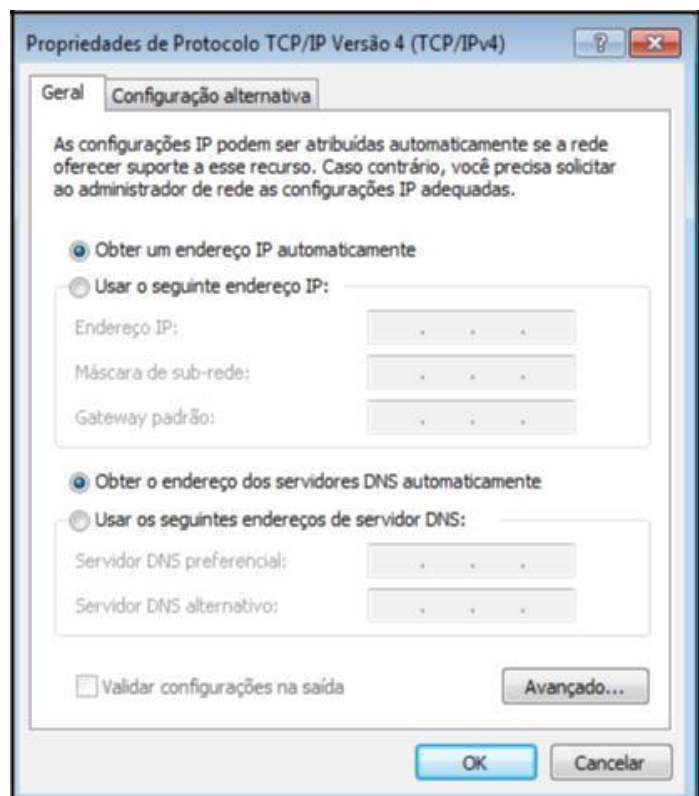 Propriedades de Protocolo TCP/IP Versão 4 (TCP/IPv4)
Geral
Configuração alternativa
As configurações IP podem ser atribuídas automaticamente se a rede
oferecer suporte a esse recurso. Caso contrário, você precisa solicitar
ao administrador de rede as configurações IP adequadas.
Obter um endereço IP automaticamente
Usar o seguinte endereço IP:
Endereço IP:
Máscara de sub-rede:
Gateway padrão:
Obter o endereço dos servidores DNS automaticamente
Usar os seguintes endereços de servidor DNS:
Servidor DNS preferencial:
Servidor DNS alternativo:
Validar configurações na saída
Avançado...
OK
Cancelar